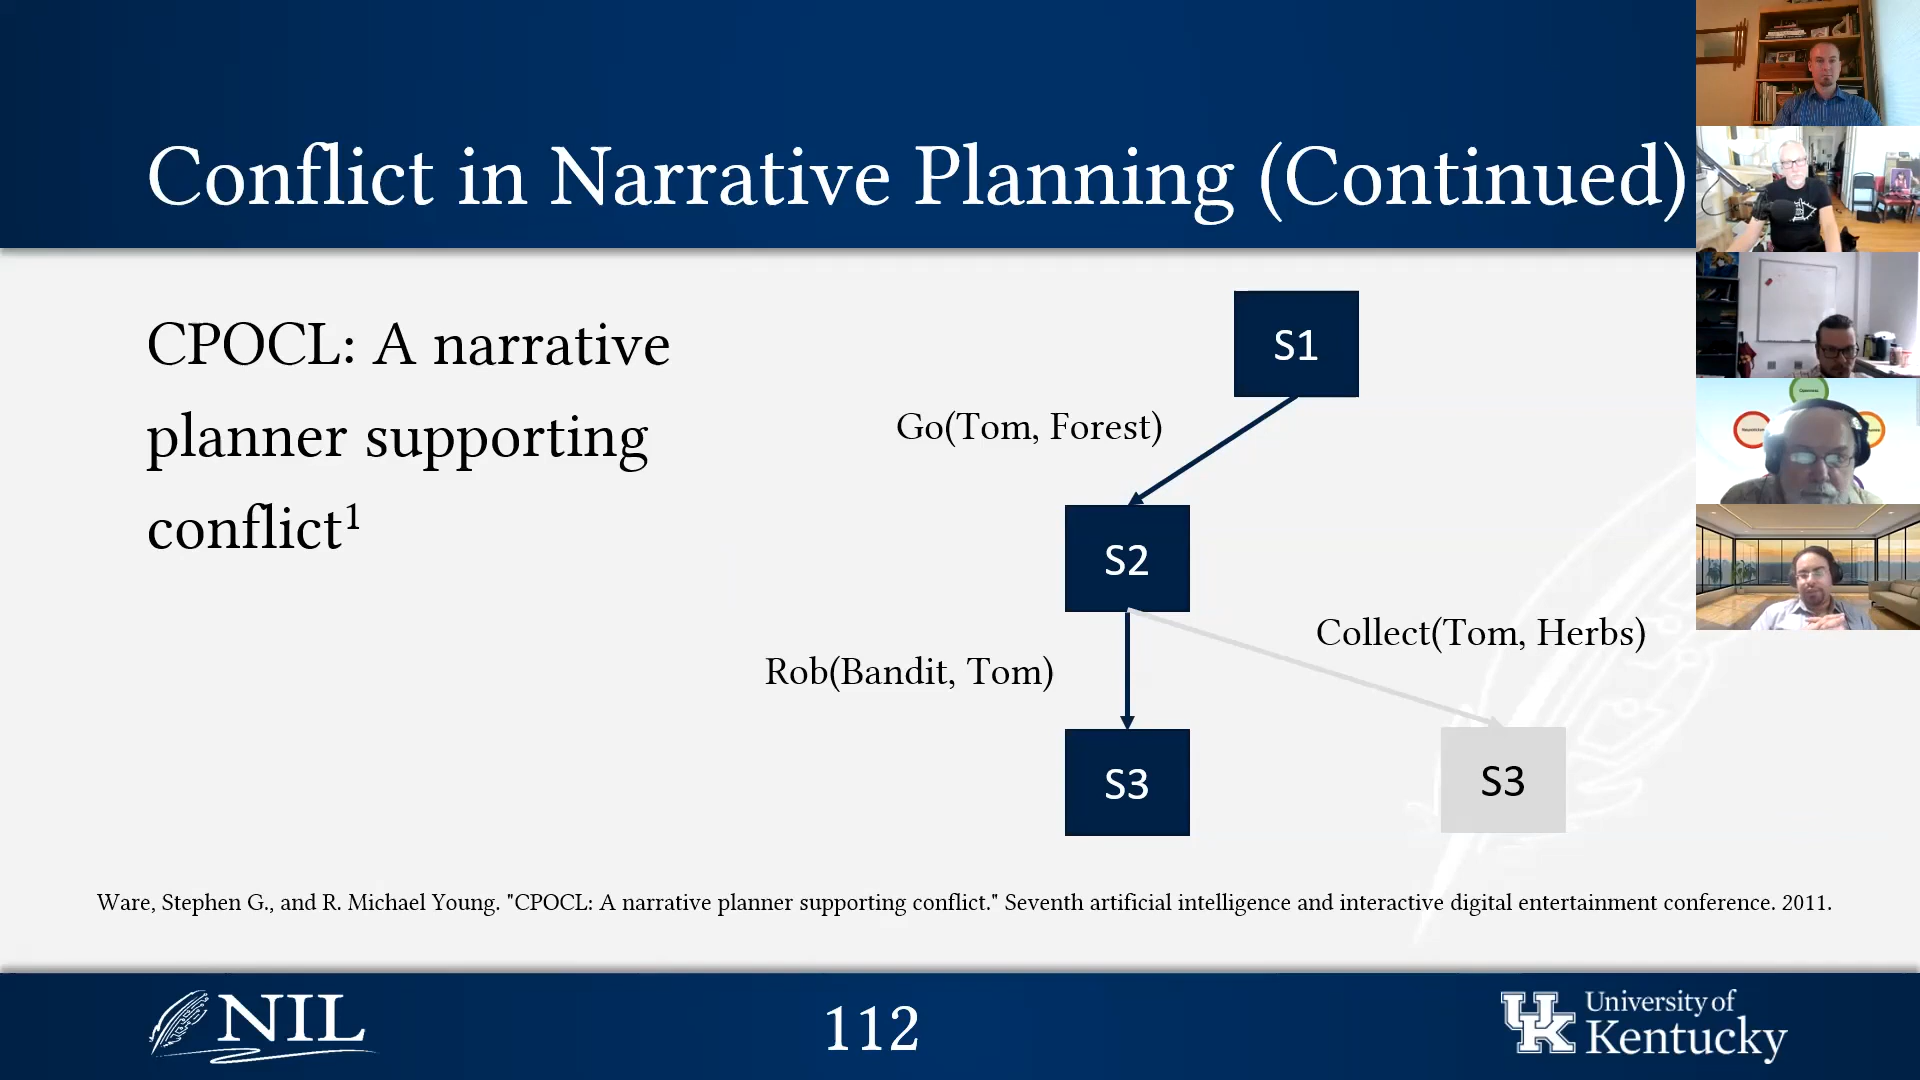 Conflict in Narrative Planning (Continued)
CPOCL: A narrative
planner supporting
conflict¹
S1
Go(Tom, Forest)
S2
Collect(Tom, Herbs)
Rob(Bandit, Tom)
S3
S3
Ware, Stephen G., and R. Michael Young. "CPOCL: A narrative planner supporting conflict." Seventh artificial intelligence and interactive digital entertainment conference. 2011.
NIL
112
UK
University of
Kentucky